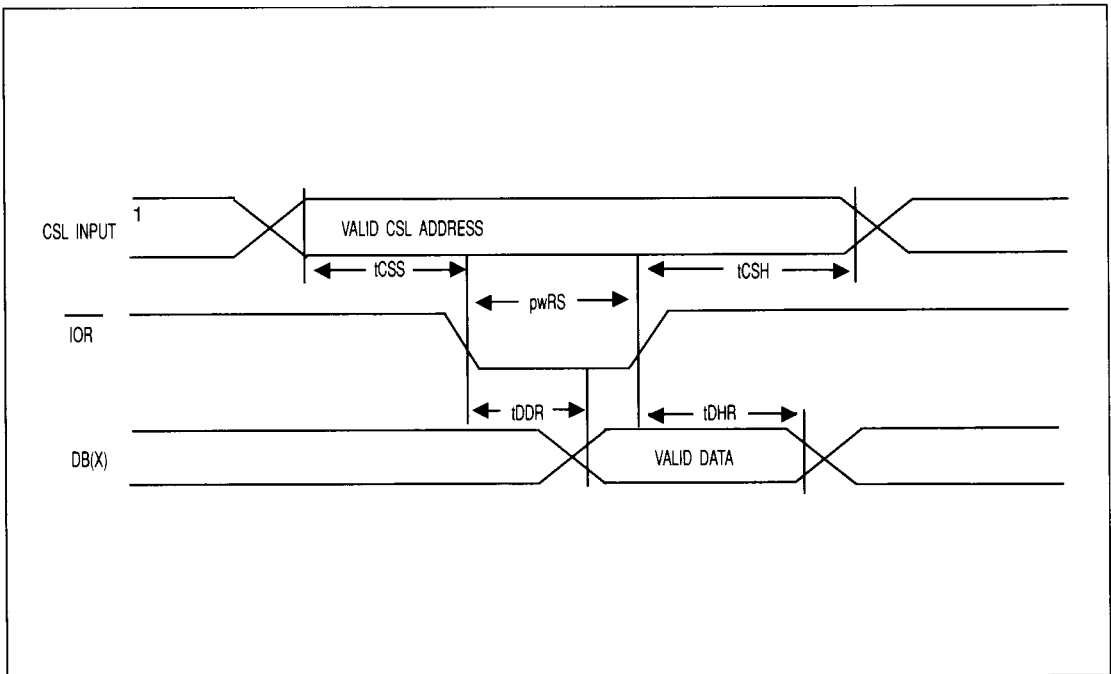 1
CSL INPUT
VALID CSL ADDRESS
tCSS
tCSH
pwRS
IOR
tDDR
tDHR
DB(X)
VALID DATA